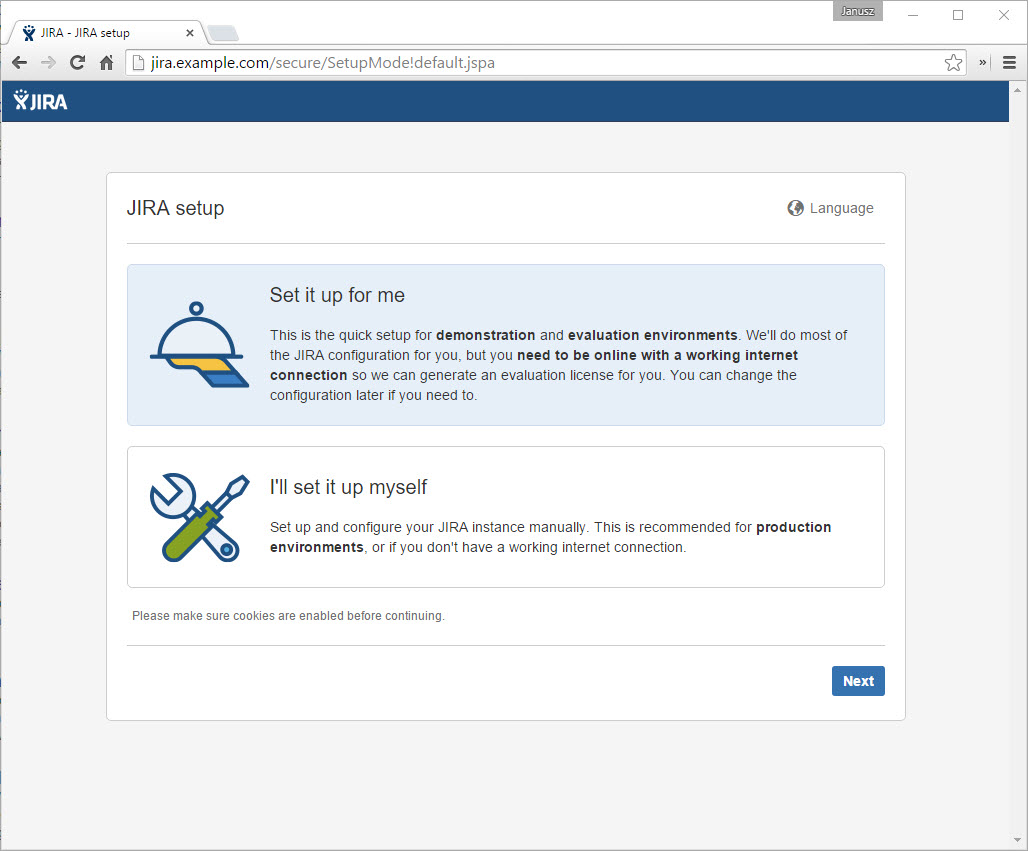 Janusz
JIRA - JIRA setup
jira.example.com/secure/SetupMode!default.jspa
JIRA
JIRA setup
Language
Set it up for me
This is the quick setup for demonstration and evaluation environments. We'll do most of
the JIRA configuration for you, but you need to be online with a working internet
connection so we can generate an evaluation license for you. You can change the
configuration later if you need to.
I'll set it up myself
Set up and configure your JIRA instance manually. This is recommended for production
environments, or if you don't have a working internet connection.
Please make sure cookies are enabled before continuing.
Next